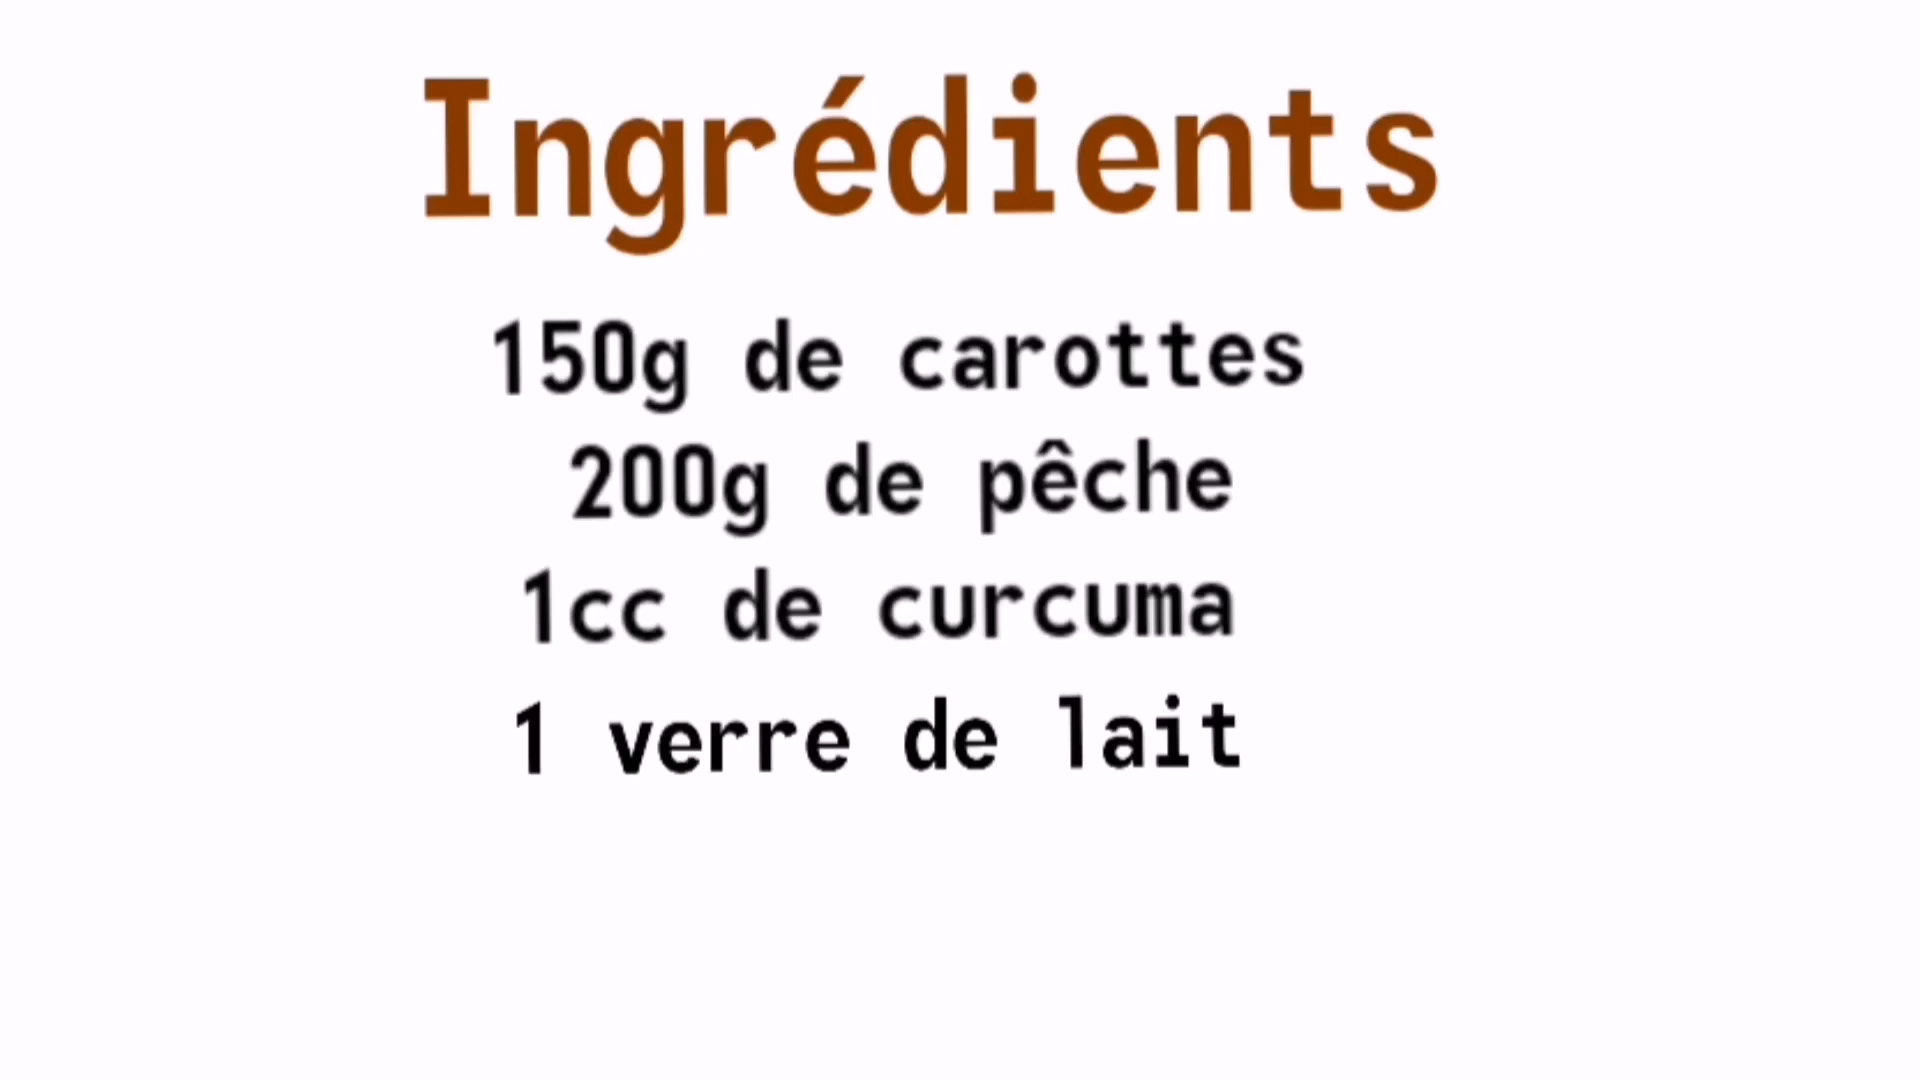 Ingrédients
150g de carottes
200g de pêche
1cc de curcuma
1 verre de lait